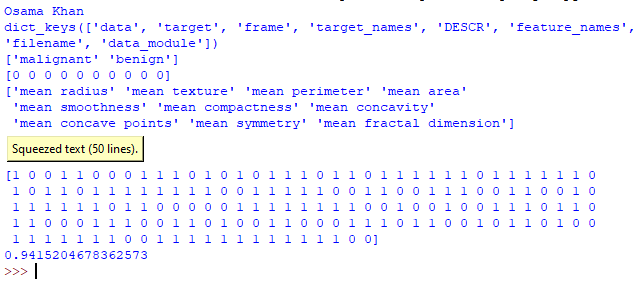 Osama Khan
dict_keys(['data', 'target', 'frame', 'target_names', 'DESCR', 'feature_names',
'filename', 'data_module'])
['malignant' 'benign']
[0 0 0 0 0 0 0 0 0 0]
['mean radius' 'mean texture' 'mean perimeter' 'mean area'
 'mean smoothness' 'mean compactness' 'mean concavity'
 'mean concave points' 'mean symmetry' 'mean fractal dimension']
Squeezed text (50 lines).
[1 0 0 1 1 0 0 0 1 1 1 0 1 0 1 0 1 1 1 0 1 1 0 1 1 1 1 1 1 0 1 1 1 1 1 1 0
 1 0 1 1 0 1 1 1 1 1 1 1 1 0 0 1 1 1 1 1 0 0 1 1 0 0 1 1 1 0 0 1 1 0 0 1 0
 1 1 1 1 1 1 0 1 1 0 0 0 0 0 1 1 1 1 1 1 1 1 0 0 1 0 0 1 0 0 1 1 1 0 1 1 0
 1 1 0 0 0 1 1 1 0 0 1 1 0 0 1 1 0 0 0 1 1 1 0 1 1 0 0 1 0 1 1 0 1 0 0
 1 1 1 1 1 1 1 0 0 1 1 1 1 1 1 1 1 1 1 1 1 0 0]
0.9415204678362573
>>>